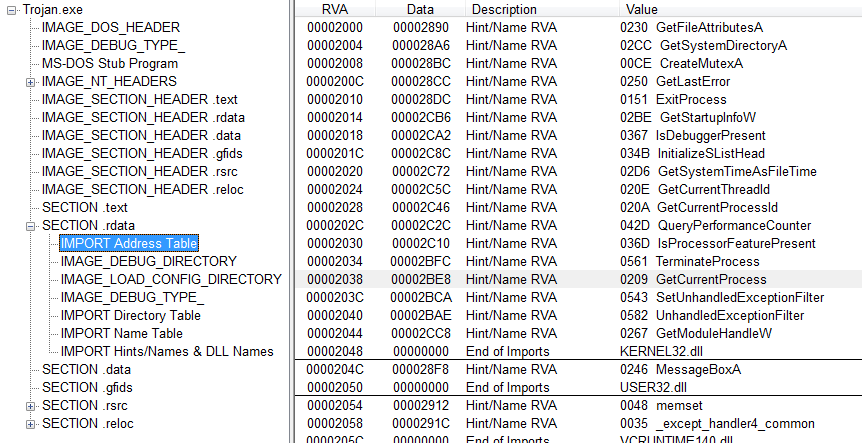 Trojan.exe
IMAGE_DOS_HEADER
IMAGE_DEBUG_TYPE_
MS-DOS Stub Program
IMAGE_NT_HEADERS
IMAGE_SECTION_HEADER .text
IMAGE_SECTION_HEADER .rdata
IMAGE_SECTION_HEADER .data
IMAGE_SECTION_HEADER .gfids
IMAGE_SECTION_HEADER .rsrc
IMAGE_SECTION_HEADER .reloc
SECTION .text
SECTION .rdata
IMPORT Address Table
IMAGE_DEBUG_DIRECTORY
IMAGE_LOAD_CONFIG_DIRECTORY
IMAGE_DEBUG_TYPE_
IMPORT Directory Table
IMPORT Name Table
IMPORT Hints/Names & DLL Names
SECTION .data
SECTION .gfids
SECTION .rsrc
SECTION .reloc
RVA Data Description Value
00002000 00002890 Hint/Name RVA 0230 GetFileAttributesA
00002004 000028A6 Hint/Name RVA 02CC GetSystemDirectoryA
00002008 000028BC Hint/Name RVA 00CE CreateMutexA
0000200C 000028CC Hint/Name RVA 0250 GetLastError
00002010 000028DC Hint/Name RVA 0151 ExitProcess
00002014 00002CB6 Hint/Name RVA 02BE GetStartupInfoW
00002018 00002CA2 Hint/Name RVA 0367 IsDebuggerPresent
0000201C 00002C8C Hint/Name RVA 034B InitializeSListHead
00002020 00002C72 Hint/Name RVA 02D6 GetSystemTimeAsFileTime
00002024 00002C5C Hint/Name RVA 020E GetCurrentThreadId
00002028 00002C46 Hint/Name RVA 020A GetCurrentProcessId
0000202C 00002C2C Hint/Name RVA 042D QueryPerformanceCounter
00002030 00002C10 Hint/Name RVA 036D IsProcessorFeaturePresent
00002034 00002BFC Hint/Name RVA 0561 TerminateProcess
00002038 00002BE8 Hint/Name RVA 0209 GetCurrentProcess
0000203C 00002BCA Hint/Name RVA 0543 SetUnhandledExceptionFilter
00002040 00002BAE Hint/Name RVA 0582 UnhandledExceptionFilter
00002044 00002CC8 Hint/Name RVA 0267 GetModuleHandleW
00002048 00000000 End of Imports KERNEL32.dll
0000204C 000028F8 Hint/Name RVA 0246 MessageBoxA
00002050 00000000 End of Imports USER32.dll
00002054 00002912 Hint/Name RVA 0048 memset
00002058 0000291C Hint/Name RVA 0035 _except_handler4_common
0000205C 00000000 End of Imports VCRUNTIME140.dll